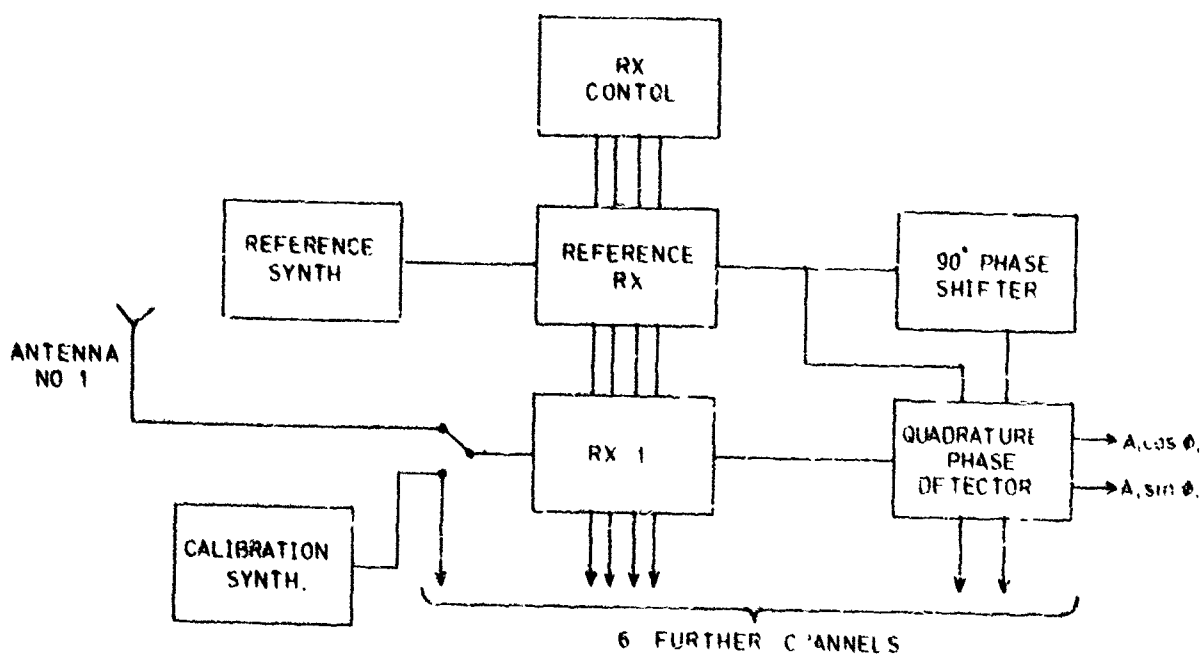 RX
CONTOL
REFERENCE
SYNTH
REFERENCE
RX
90° PHASE
SHIFTER
ANTENNA
NO 1
RX 1
QUADRATURE
PHASE
DETECTOR
A, cos Φ,
A, sin Φ,
CALIBRATION
SYNTH.
6 FURTHER C'ANNELS